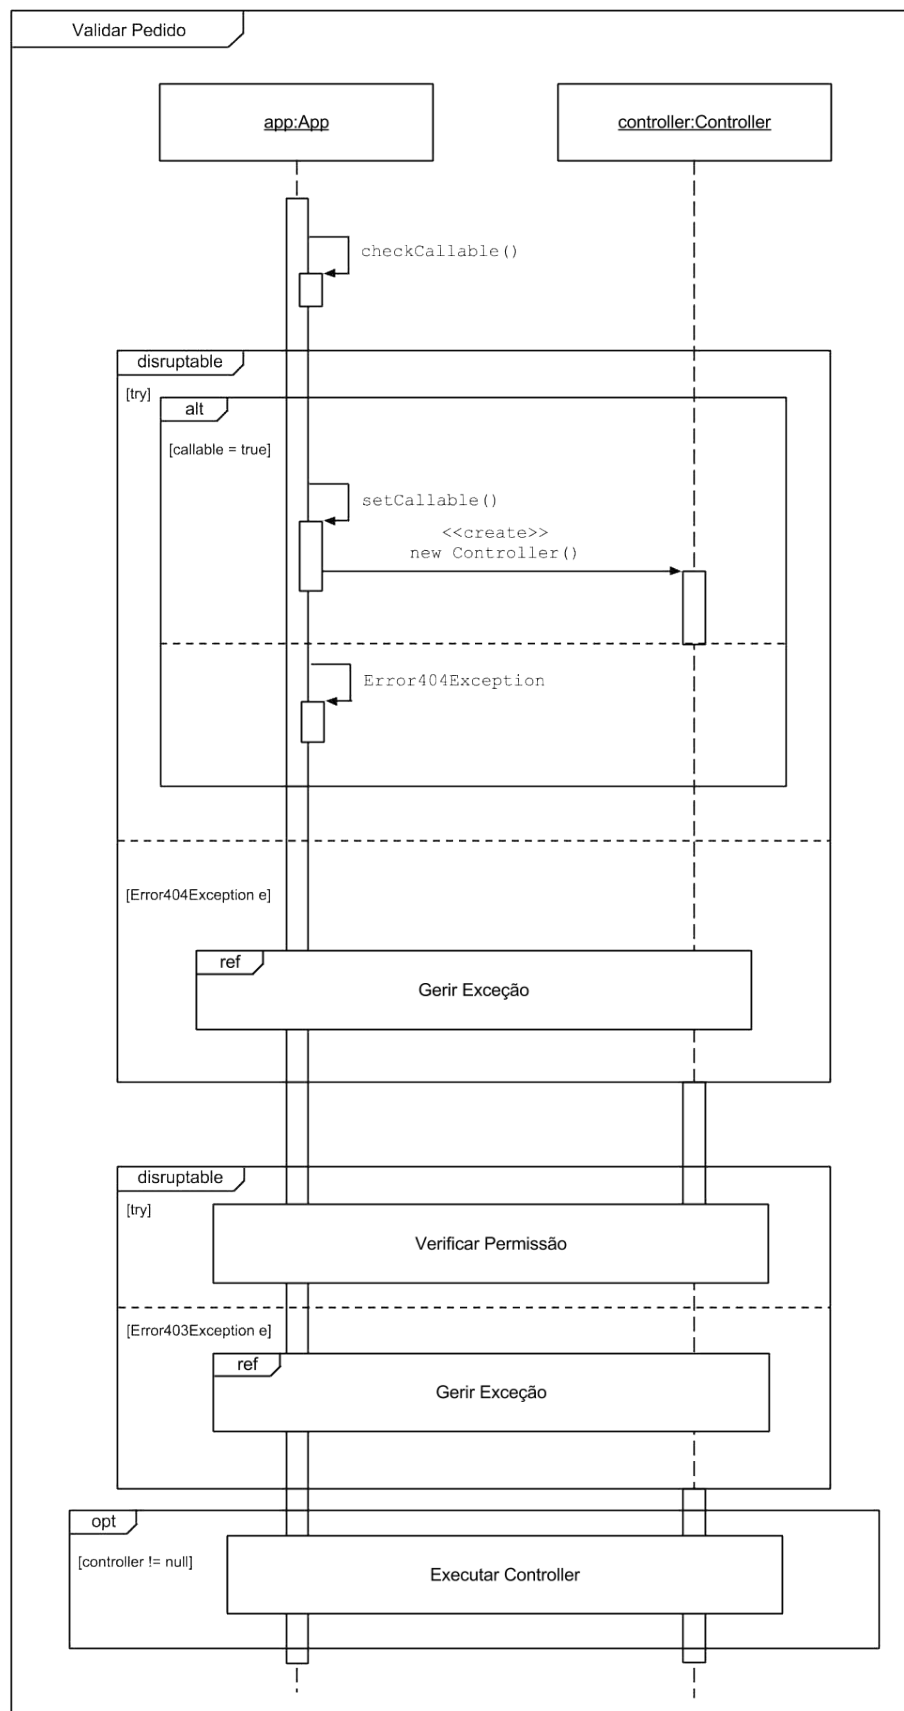 Validar Pedido
app:App
controller:Controller
checkCallable()
disruptable
[try]
alt
[callable = true]
setCallable()
<<create>>
new Controller()
Error404Exception
[Error404Exception e]
ref
Gerir Exceção
disruptable
[try]
Verificar Permissão
[Error403Exception e]
ref
Gerir Exceção
opt
[controller != null]
Executar Controller